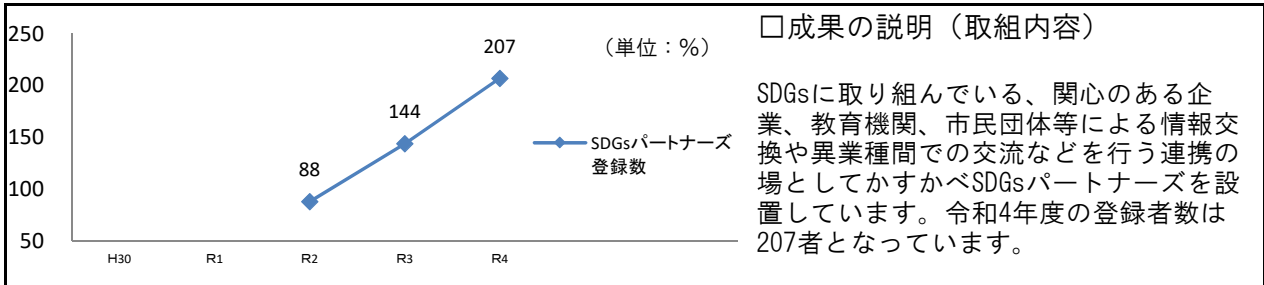 250
200
150
100
50
(単位:%)
207
144
88
SDGsパートナーズ
登録数
H30 R1 R2 R3 R4
□成果の説明(取組内容)
SDGsに取り組んでいる、関心のある企
業、教育機関、市民団体等による情報交
換や異業種間での交流などを行う連携の
場としてかすかべSDGsパートナーズを設
置しています。令和4年度の登録者数は
207者となっています。